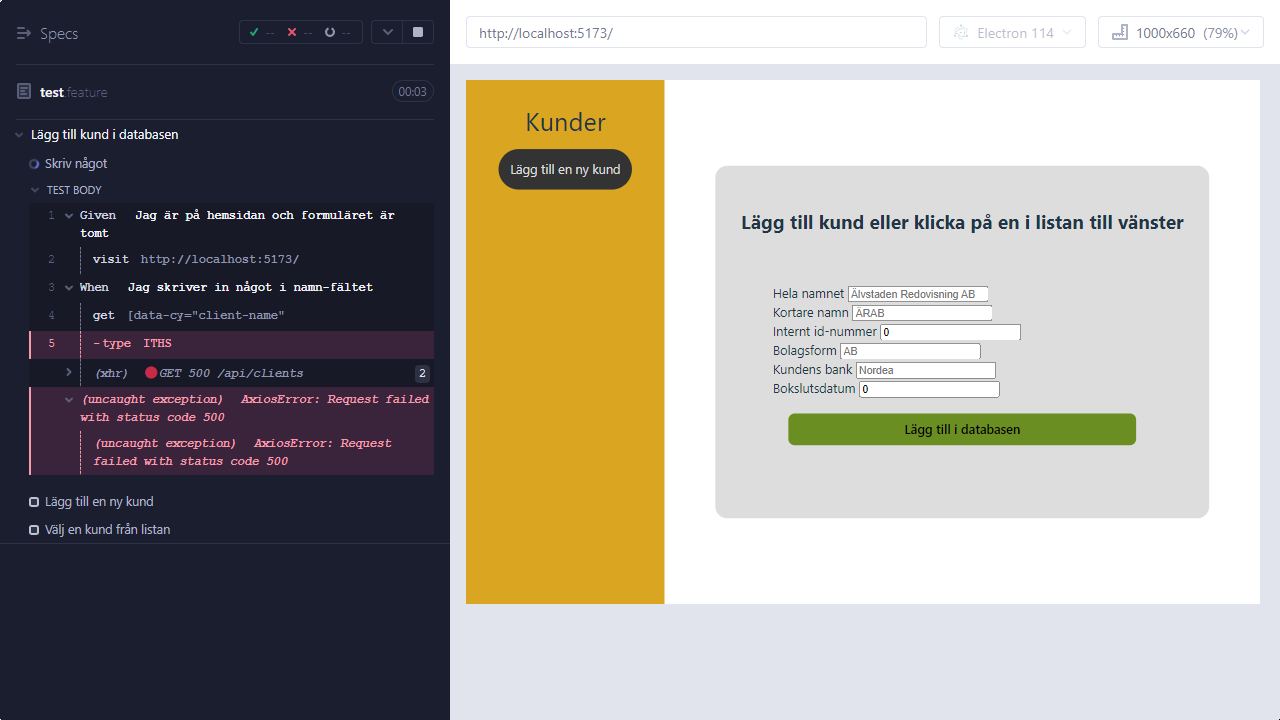 Specs
-- -- --
test.feature 00:03
Lägg till kund i databasen
Skriv något
TEST BODY
1 Given Jag är på hemsidan och formuläret är
tomt
2 visit http://localhost:5173/
3 When Jag skriver in något i namn-fältet
4 get [data-cy="client-name"
5 -type ITHS
(xhr) GET 500 /api/clients 2
(uncaught exception) AxiosError: Request failed
with status code 500
(uncaught exception) AxiosError: Request
failed with status code 500
Lägg till en ny kund
Välj en kund från listan
http://localhost:5173/
Electron 114
1000x660 (79%)
Kunder
Lägg till en ny kund
Lägg till kund eller klicka på en i listan till vänster
Hela namnet Älvstaden Redovisning AB
Kortare namn ÄRAB
Internt id-nummer 0
Bolagsform AB
Kundens bank Nordea
Bokslutsdatum 0
Lägg till i databasen